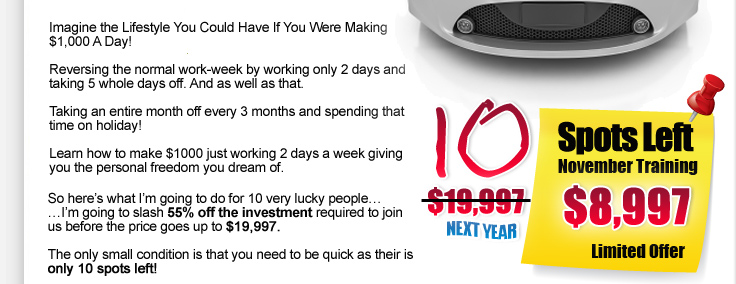 Imagine the Lifestyle You Could Have If You Were Making
$1,000 A Day!
Reversing the normal work-week by working only 2 days and
taking 5 whole days off. And as well as that.
Taking an entire month off every 3 months and spending that
time on holiday!
Learn how to make $1000 just working 2 days a week giving
you the personal freedom you dream of.
So here's what I'm going to do for 10 very lucky people…
…I'm going to slash 55% off the investment required to join
us before the price goes up to $19,997.
The only small condition is that you need to be quick as their is
only 10 spots left!
10
$19,997
NEXT YEAR
Spots Left
November Training
$8,997
Limited Offer